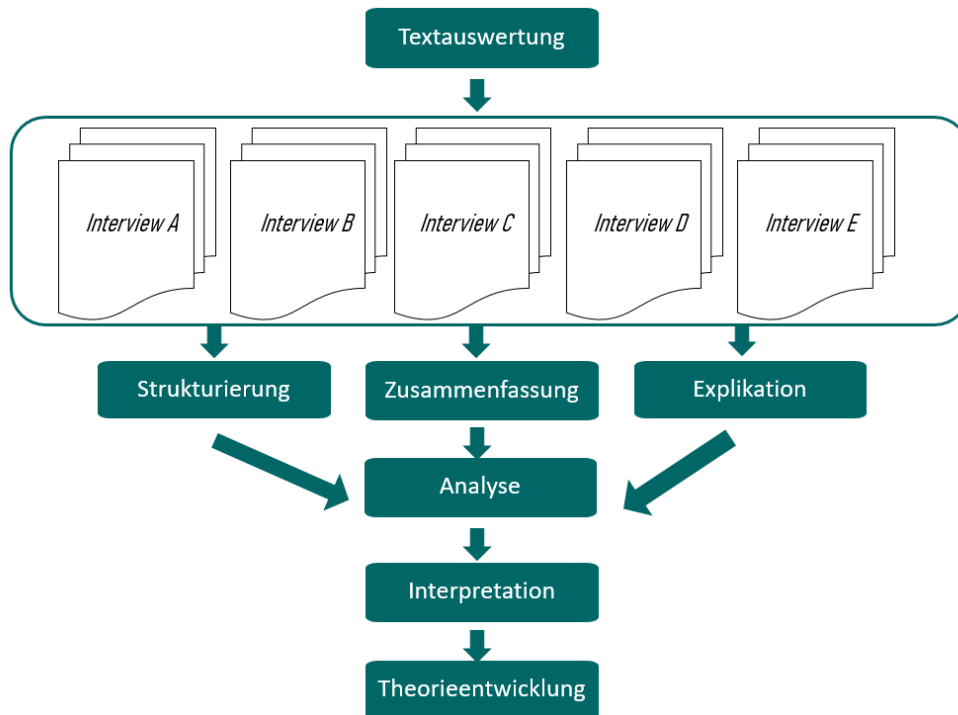 Textauswertung
Interview A
Interview B
Interview C
Interview D
Interview E
Strukturierung
Zusammenfassung
Explikation
Analyse
Interpretation
Theorieentwicklung